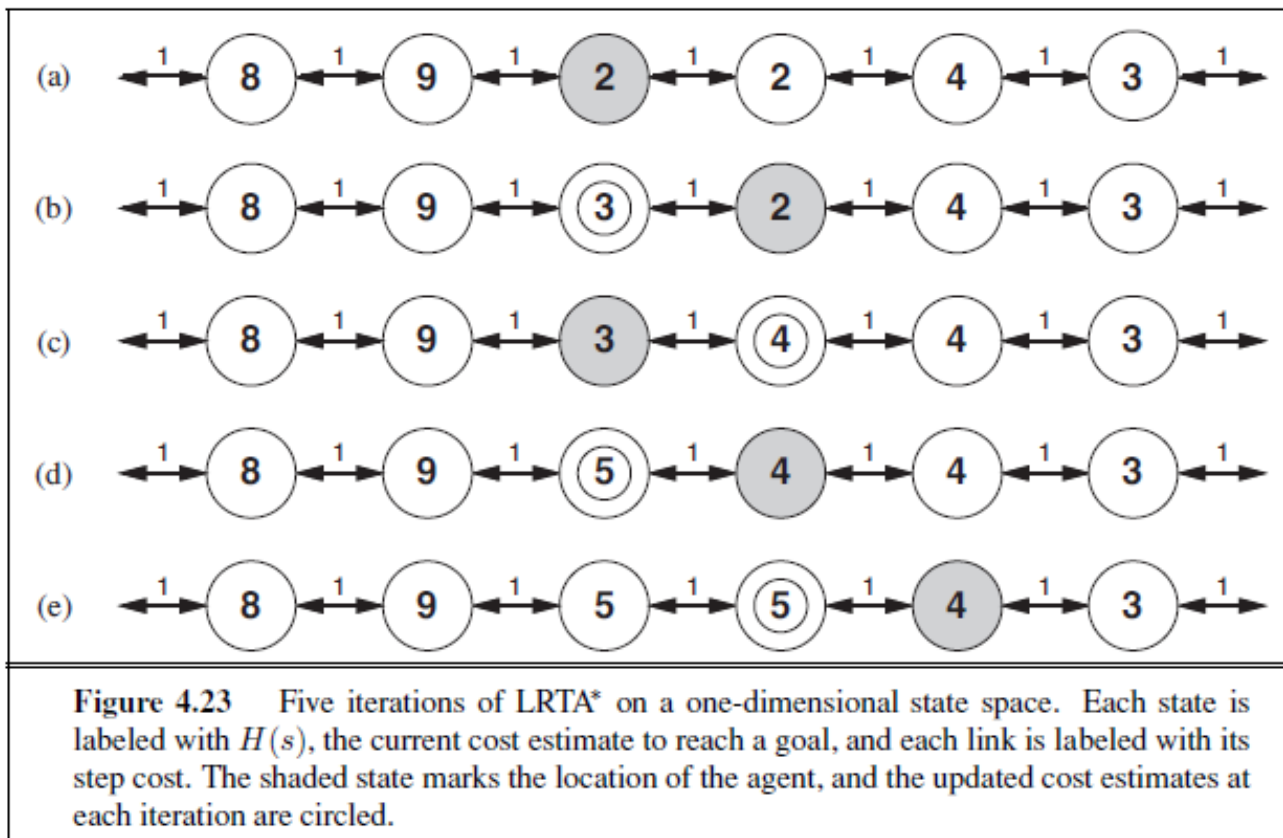 1 1 1 1 1 1 1
(a) 8 9 2 2 4 3
1 1 1 1 1 1 1
(b) 8 9 3 2 4 3
1 1 1 1 1 1 1
(c) 8 9 3 4 4 3
1 1 1 1 1 1 1
(d) 8 9 5 4 4 3
1 1 1 1 1 1 1
(e) 8 9 5 5 4 3
Figure 4.23 Five iterations of LRTA* on a one-dimensional state space. Each state is
labeled with H(s), the current cost estimate to reach a goal, and each link is labeled with its
step cost. The shaded state marks the location of the agent, and the updated cost estimates at
each iteration are circled.